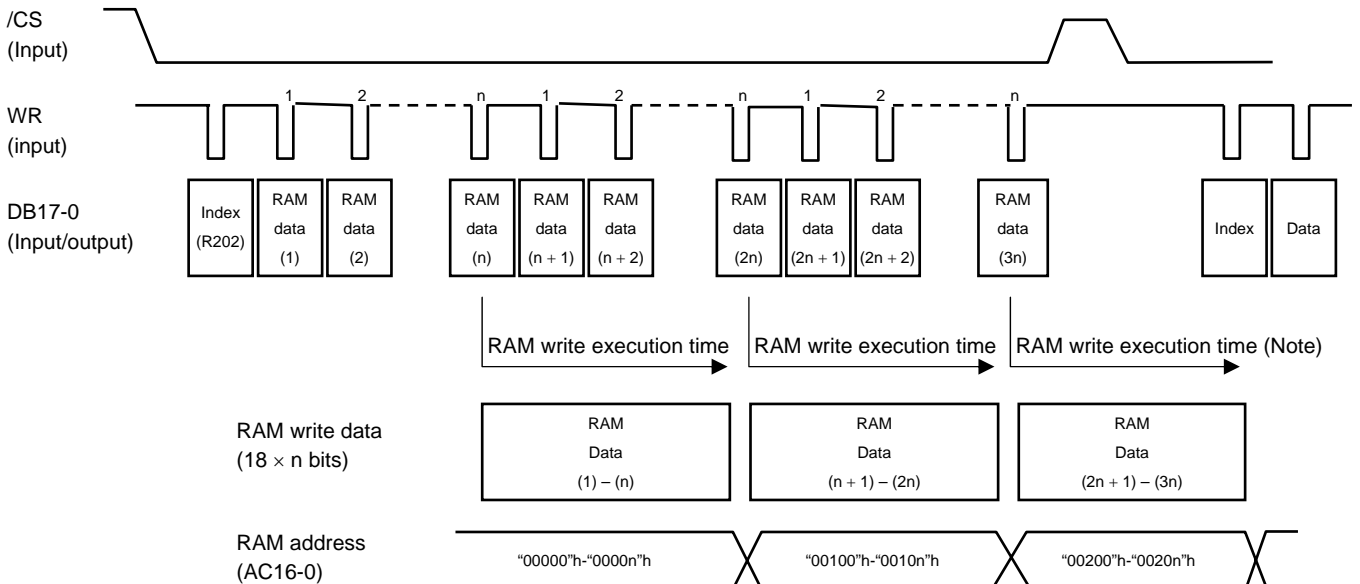 /CS
(Input)
1 2 n 1 2 n 1 2 n
WR
(input)
DB17-0
(Input/output)
Index
(R202)
RAM
data
(1)
RAM
data
(2)
RAM
data
(n)
RAM
data
(n + 1)
RAM
data
(n + 2)
RAM
data
(2n)
RAM
data
(2n + 1)
RAM
data
(2n + 2)
RAM
data
(3n)
Index
Data
RAM write execution time
RAM write execution time
RAM write execution time (Note)
RAM write data
(18 × n bits)
RAM
Data
(1) – (n)
RAM
Data
(n + 1) – (2n)
RAM
Data
(2n + 1) – (3n)
RAM address
(AC16-0)
“00000”h-“0000n”h
“00100”h-“0010n”h
“00200”h-“0020n”h